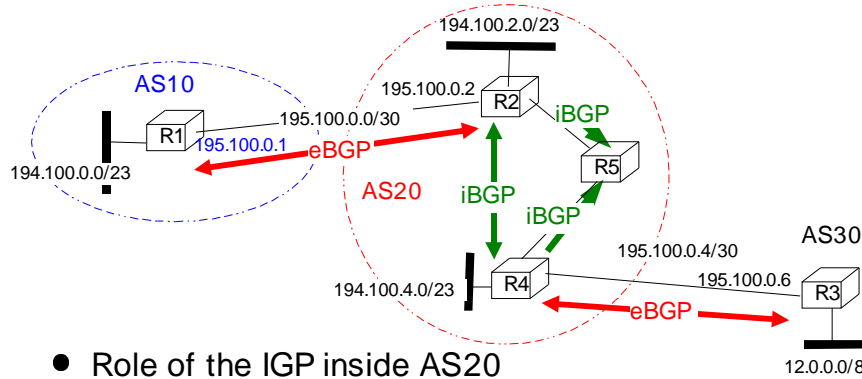 194.100.2.0/23
AS10
195.100.0.2
R2
R1
195.100.0.0/30
iBGP
195.100.0.1
eBGP
R5
194.100.0.0/23
AS20
iBGP
iBGP
AS30
195.100.0.4/30
194.100.4.0/23
R4
195.100.0.6
R3
eBGP
● Role of the IGP inside AS20
12.0.0.0/8